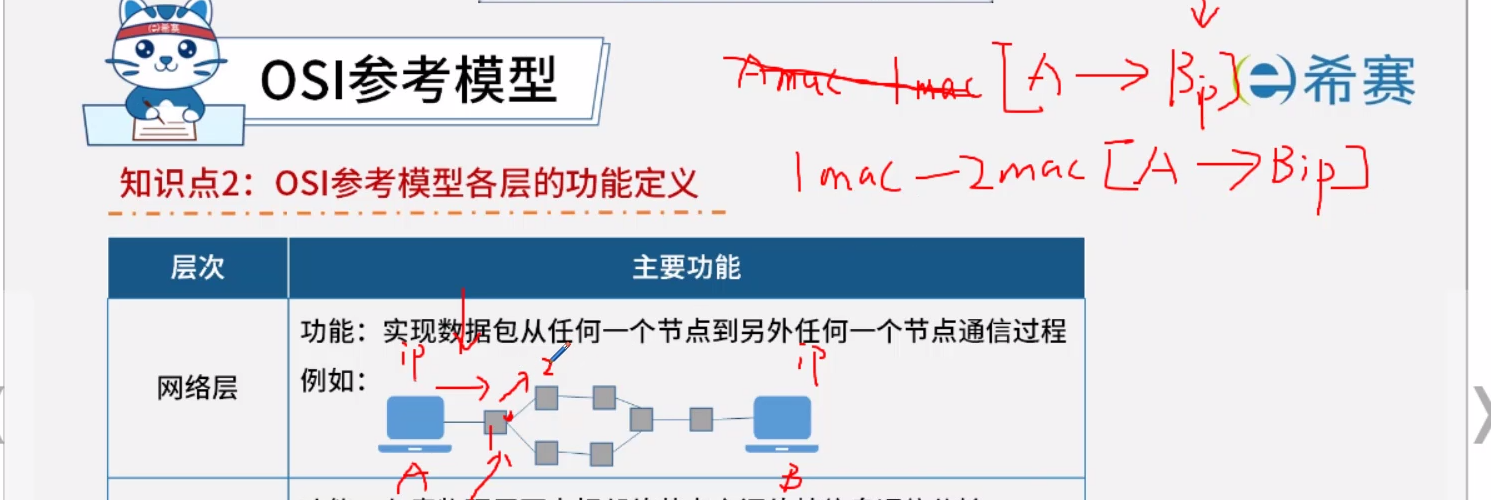 希赛
OSI参考模型
Amac — 1mac [A → Bip]
希赛
1mac — 2mac [A → Bip]
知识点2：OSI参考模型各层的功能定义
层次 主要功能
功能：实现数据包从任何一个节点到另外任何一个节点通信过程
网络层
例如：
ip 2 ip
1
A B